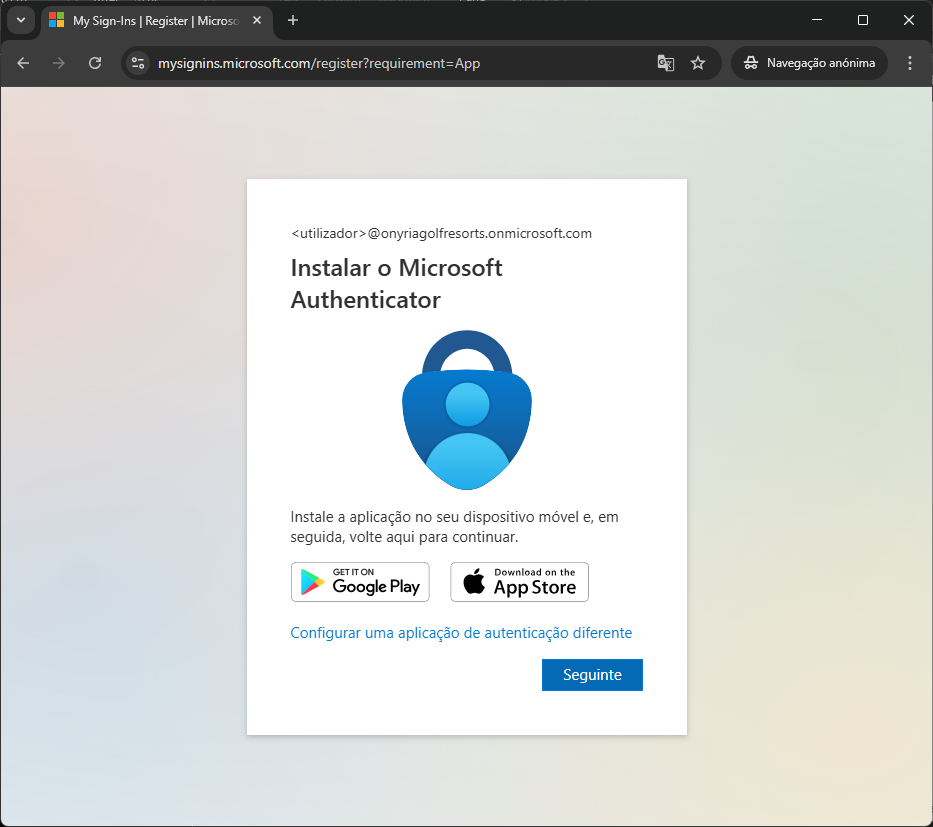 My Sign-Ins | Register | Microso
mysignins.microsoft.com/register?requirement=App
Navegação anónima
<utilizador>@onyriagolfresorts.onmicrosoft.com
Instalar o Microsoft
Authenticator
Instale a aplicação no seu dispositivo móvel e, em
seguida, volte aqui para continuar.
GET IT ON
Google Play
Download on the
App Store
Configurar uma aplicação de autenticação diferente
Seguinte